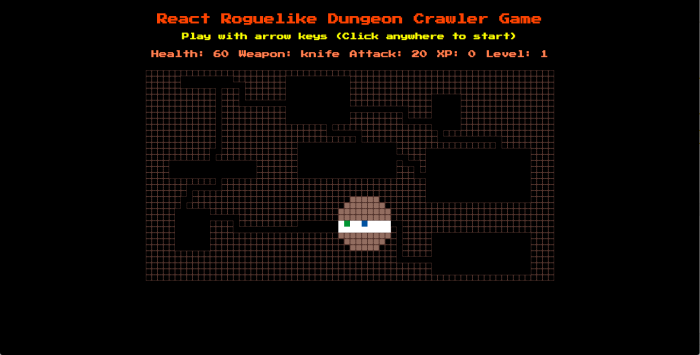 React Roguelike Dungeon Crawler Game
Play with arrow keys (Click anywhere to start)
Health: 60 Weapon: knife Attack: 20 XP: 0 Level: 1